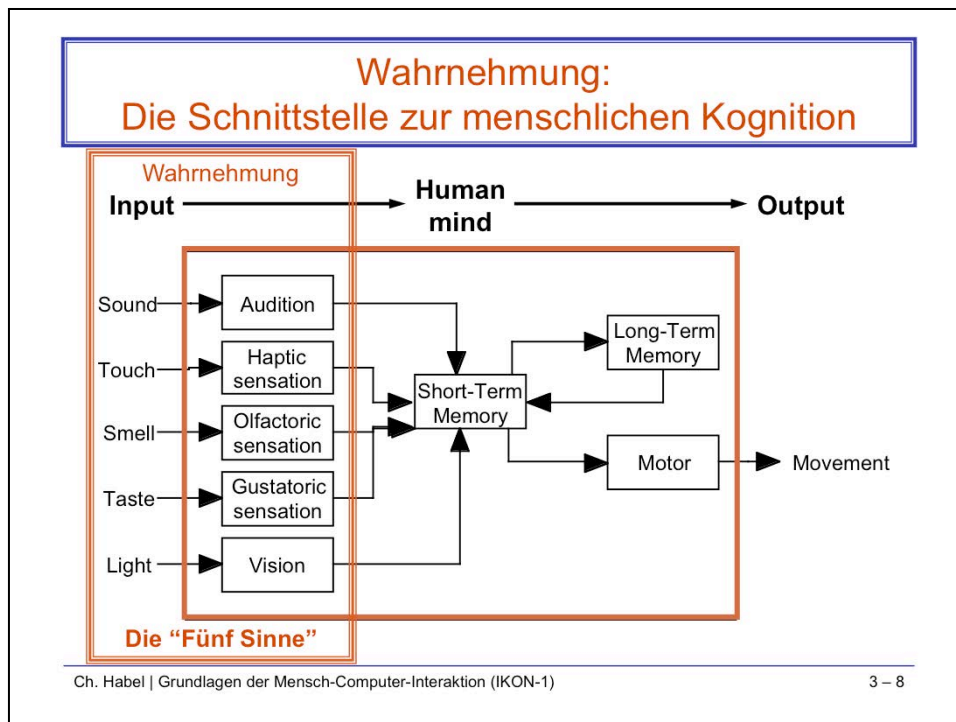 Wahrnehmung:
Die Schnittstelle zur menschlichen Kognition
Wahrnehmung
Input
Human
mind
Output
Sound
Audition
Long-Term
Memory
Touch
Haptic
sensation
Short-Term
Memory
Smell
Olfactoric
sensation
Motor
Movement
Taste
Gustatoric
sensation
Light
Vision
Die “Fünf Sinne”
Ch. Habel | Grundlagen der Mensch-Computer-Interaktion (IKON-1)
3 – 8